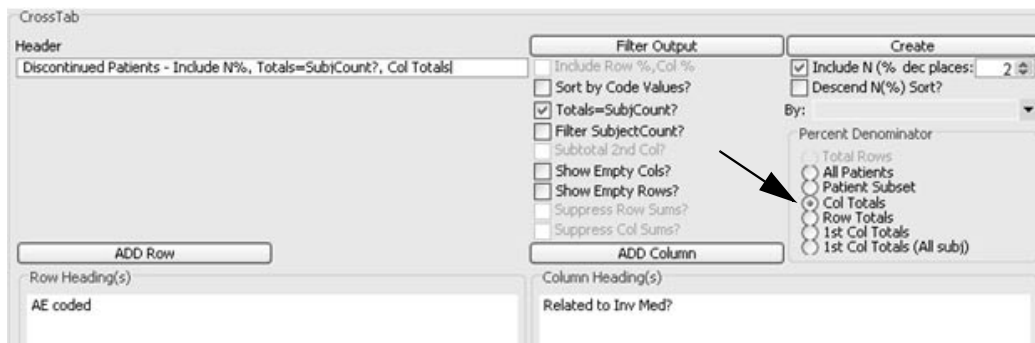 CrossTab
Header
Discontinued Patients - Include N%, Totals=SubjCount?, Col Totals
Filter Output
Include Row %,Col %
Sort by Code Values?
Totals=SubjCount?
Filter SubjectCount?
Subtotal 2nd Col?
Show Empty Cols?
Show Empty Rows?
Suppress Row Sums?
Suppress Col Sums?
Create
Include N (% dec places: 2
Descend N(%) Sort?
By:
Percent Denominator
Total Rows
All Patients
Patient Subset
Col Totals
Row Totals
1st Col Totals
1st Col Totals (All subj)
ADD Row
ADD Column
Row Heading(s)
AE coded
Column Heading(s)
Related to Inv Med?